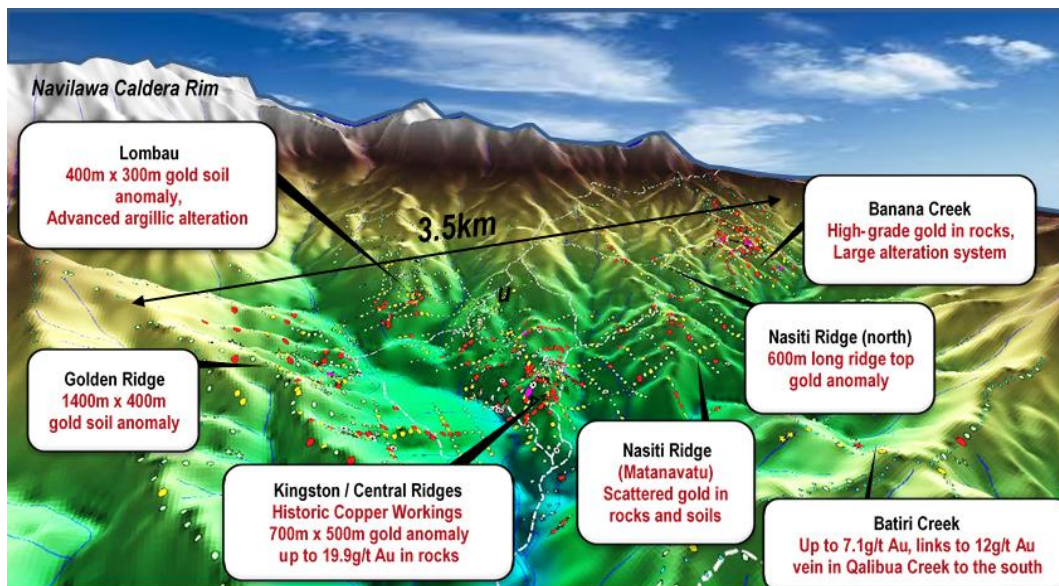 Navilawa Caldera Rim
Lombau
400m x 300m gold soil
anomaly,
Advanced argillic alteration
3.5km
Banana Creek
High-grade gold in rocks,
Large alteration system
u
Nasiti Ridge (north)
600m long ridge top
gold anomaly
Golden Ridge
1400m x 400m
gold soil anomaly
Kingston / Central Ridges
Historic Copper Workings
700m x 500m gold anomaly
up to 19.9g/t Au in rocks
Nasiti Ridge
(Matanavatu)
Scattered gold in
rocks and soils
Batiri Creek
Up to 7.1g/t Au, links to 12g/t Au
vein in Qalibua Creek to the south